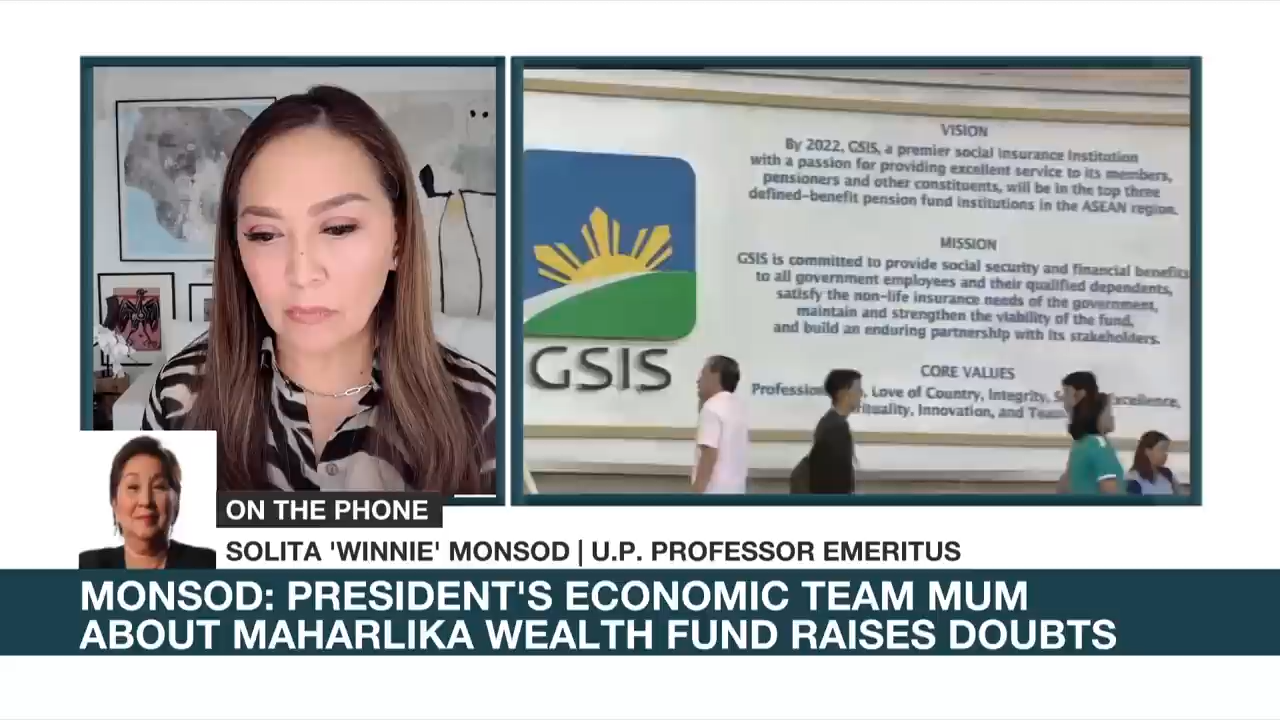 VISION
By 2022, GSIS, a premier social insurance institution
with a passion for providing excellent service to its members,
pensioners and other constituents, will be in the top three
defined-benefit pension fund institutions in the ASEAN region.
MISSION
GSIS is committed to provide social security and financial benefits
to all government employees and their qualified dependents,
satisfy the non-life insurance needs of the government,
maintain and strengthen the viability of the fund,
and build an enduring partnership with its stakeholders.
CORE VALUES
Love of Country, Integrity,
Innovation, and
GSIS
ON THE PHONE
SOLITA 'WINNIE' MONSOD | U.P. PROFESSOR EMERITUS
MONSOD: PRESIDENT'S ECONOMIC TEAM MUM
ABOUT MAHARLIKA WEALTH FUND RAISES DOUBTS